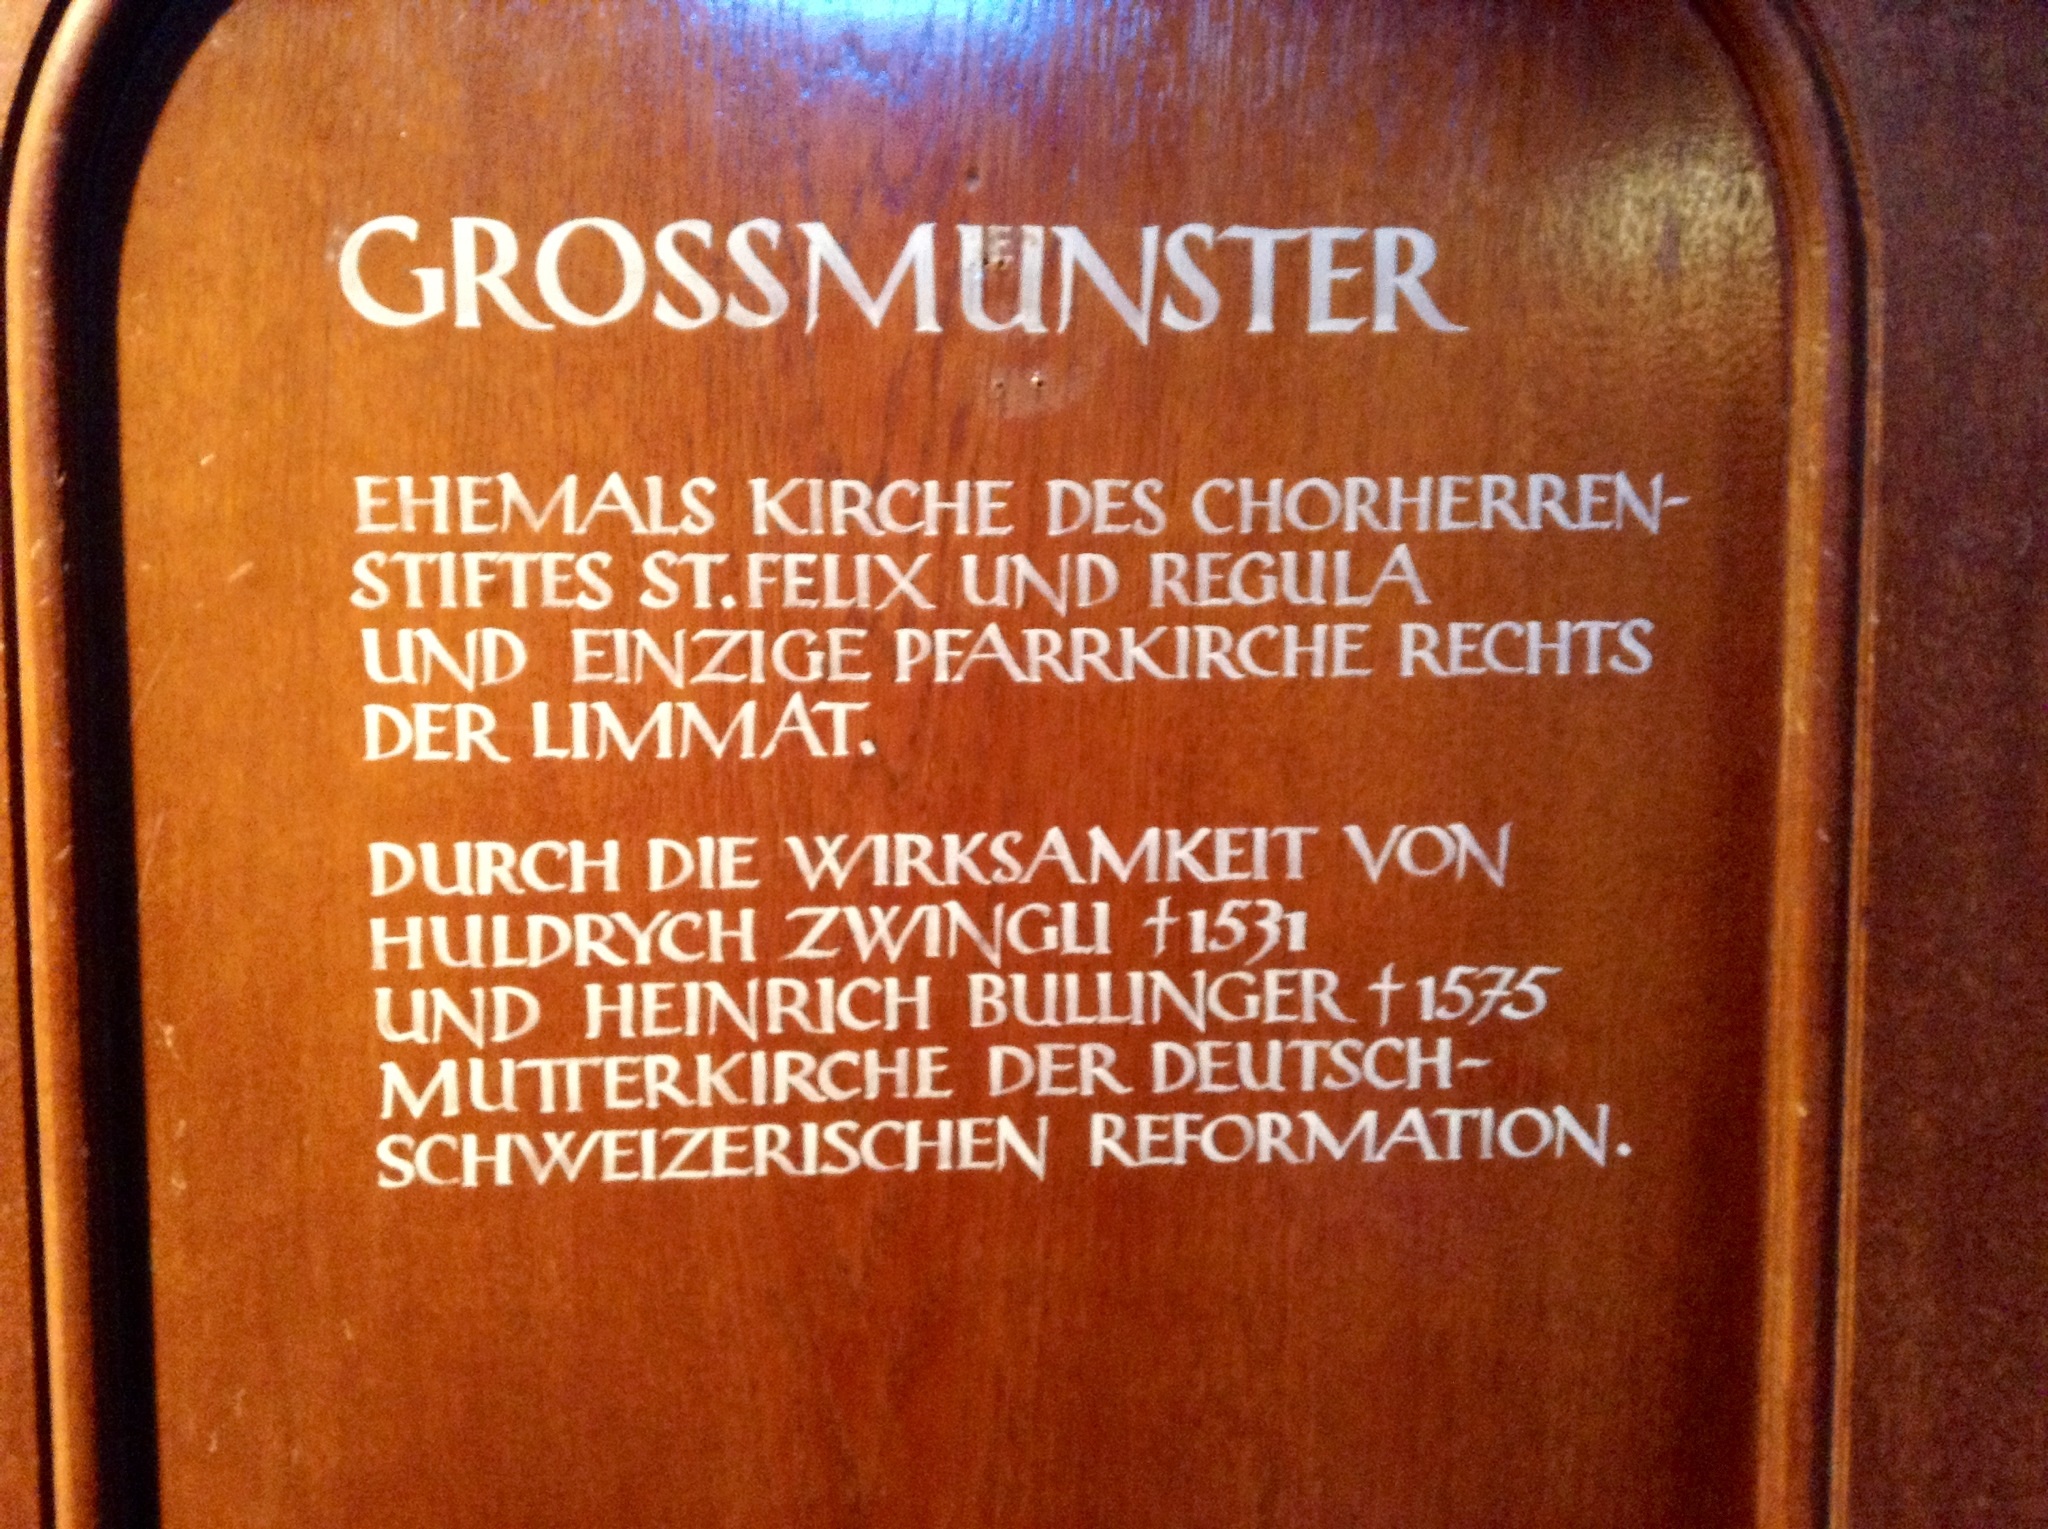 GROSSMÜNSTER
EHEMALS KIRCHE DES CHORHERREN-
STIFTES ST. FELIX UND REGULA
UND EINZIGE PFARRKIRCHE RECHTS
DER LIMMAT.
DURCH DIE WIRKSAMKEIT VON
HULDRYCH ZWINGLI †1531
UND HEINRICH BULLINGER †1575
MUTTERKIRCHE DER DEUTSCH-
SCHWEIZERISCHEN REFORMATION.